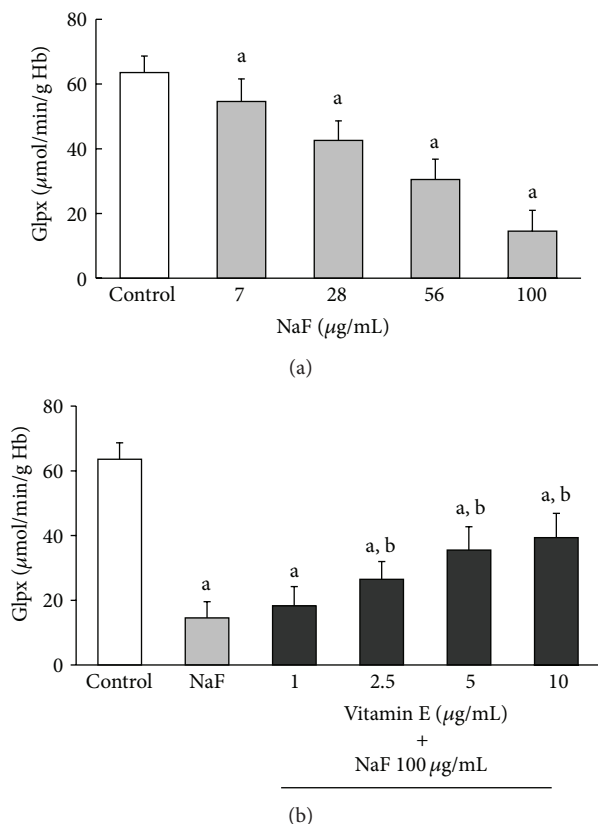 80
60
40
20
0
Glpx (μmol/min/g Hb)
a
a
a
a
Control 7 28 56 100
NaF (μg/mL)
(a)
80
60
40
20
0
Glpx (μmol/min/g Hb)
a
a
a, b
a, b
a, b
Control NaF 1 2.5 5 10
Vitamin E (μg/mL)
+
NaF 100 μg/mL
(b)